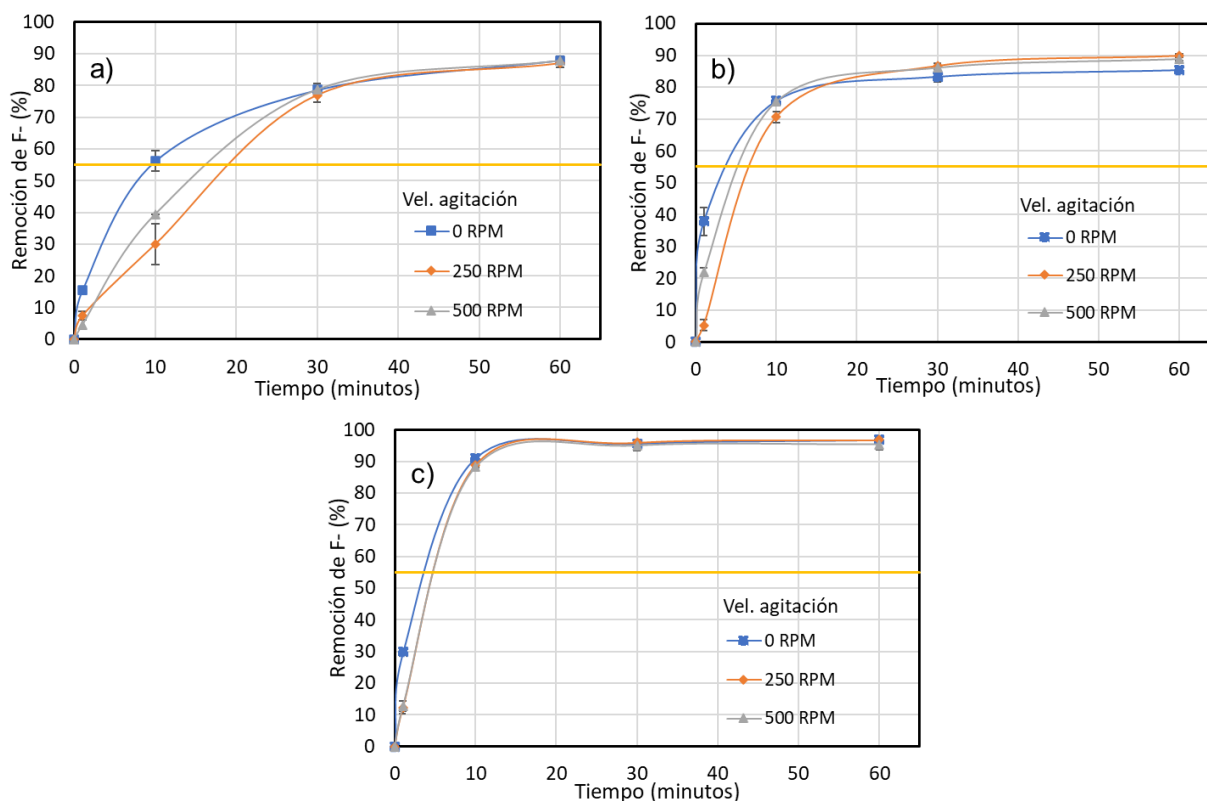 a)
Remoción de F- (%)
100
90
80
70
60
50
40
30
20
10
0
Vel. agitación
0 RPM
250 RPM
500 RPM
0 10 20 30 40 50 60
Tiempo (minutos)
b)
Remoción de F- (%)
100
90
80
70
60
50
40
30
20
10
0
Vel. agitación
0 RPM
250 RPM
500 RPM
0 10 20 30 40 50 60
Tiempo (minutos)
c)
Remoción de F- (%)
100
90
80
70
60
50
40
30
20
10
0
Vel. agitación
0 RPM
250 RPM
500 RPM
0 10 20 30 40 50 60
Tiempo (minutos)